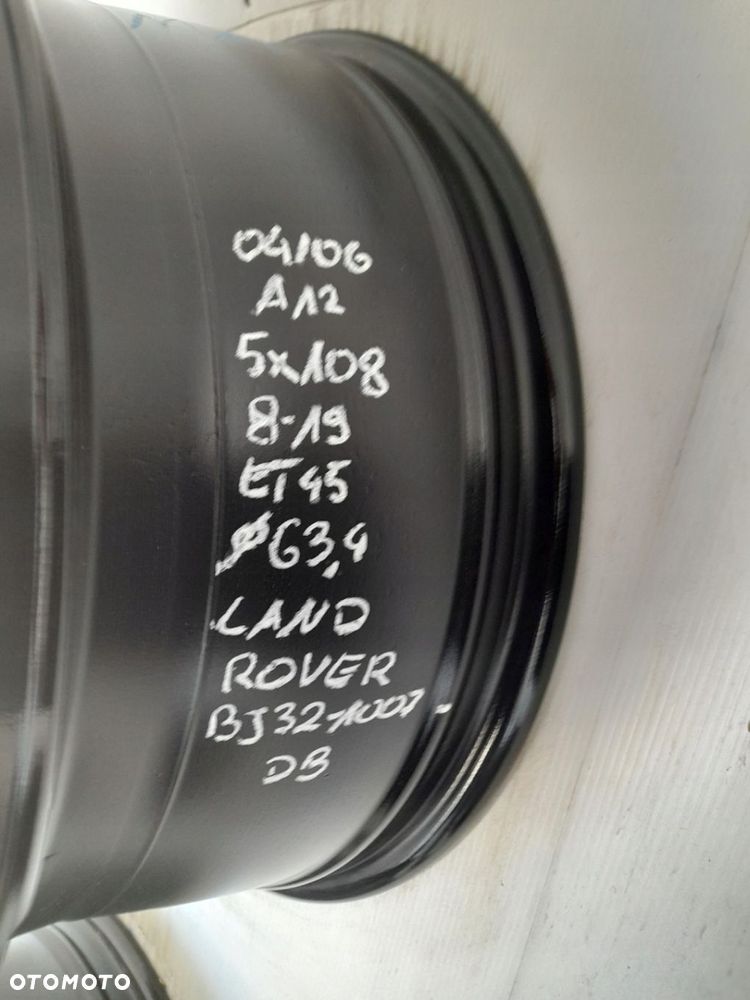 04106
A12
5x108
8-19
ET45
Ø63,4
LAND
ROVER
BJ32-1007-
DB
OTOMOTO